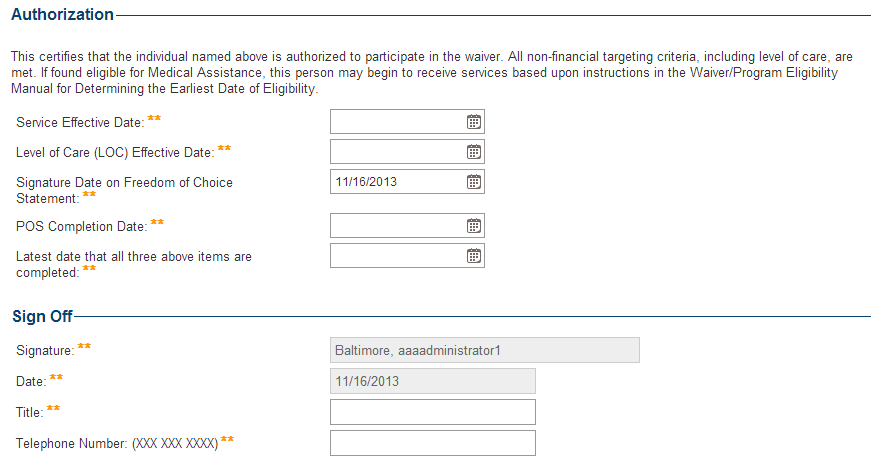 Authorization
This certifies that the individual named above is authorized to participate in the waiver. All non-financial targeting criteria, including level of care, are
met. If found eligible for Medical Assistance, this person may begin to receive services based upon instructions in the Waiver/Program Eligibility
Manual for Determining the Earliest Date of Eligibility.
Service Effective Date: **
Level of Care (LOC) Effective Date: **
Signature Date on Freedom of Choice
Statement: **
11/16/2013
POS Completion Date: **
Latest date that all three above items are
completed: **
Sign Off
Signature: ** Baltimore, aaaadministrator1
Date: ** 11/16/2013
Title: **
Telephone Number: (XXX XXX XXXX) **